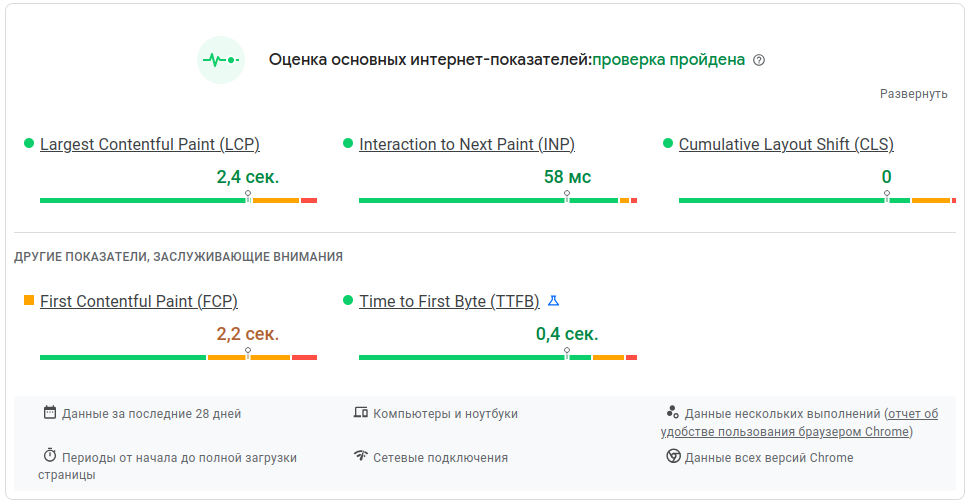 Оценка основных интернет-показателей:проверка пройдена
Развернуть
Largest Contentful Paint (LCP)
2,4 сек.
Interaction to Next Paint (INP)
58 мс
Cumulative Layout Shift (CLS)
0
ДРУГИЕ ПОКАЗАТЕЛИ, ЗАСЛУЖИВАЮЩИЕ ВНИМАНИЯ
First Contentful Paint (FCP)
2,2 сек.
Time to First Byte (TTFB)
0,4 сек.
Данные за последние 28 дней
Компьютеры и ноутбуки
Данные нескольких выполнений (отчет об
удобстве пользования браузером Chrome)
Периоды от начала до полной загрузки
страницы
Сетевые подключения
Данные всех версий Chrome